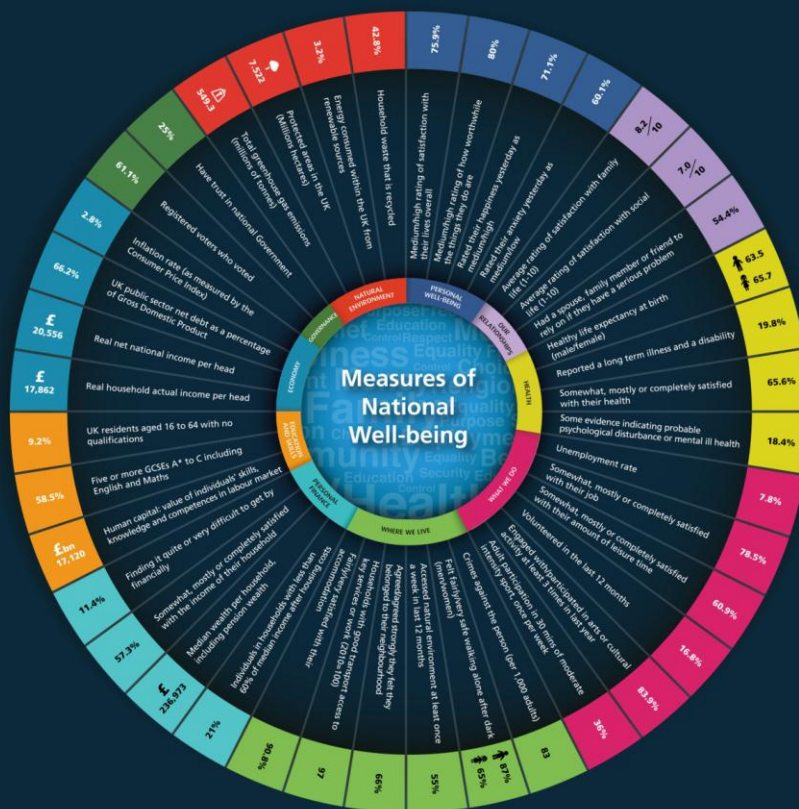 Measures of
National
Well-being
PERSONAL
WELL-BEING
75.9%
Medium/high rating of satisfaction with
their lives overall
80%
Medium/high rating of how worthwhile
the things they do are
71.1%
Rated their happiness yesterday as
medium/high
60.1%
Rated their anxiety yesterday as
medium/low
OUR
RELATIONSHIPS
8.2/10
Average rating of satisfaction with family
life (1-10)
7.0/10
Average rating of satisfaction with social
life (1-10)
54.4%
Had a spouse, family member or friend to
rely on if they have a serious problem
HEALTH
63.5
65.7
Healthy life expectancy at birth
(male/female)
19.8%
Reported a long term illness and a disability
65.6%
Somewhat, mostly or completely satisfied
with their health
18.4%
Some evidence indicating probable
psychological disturbance or mental ill health
WHAT WE DO
7.8%
Unemployment rate
78.5%
Somewhat, mostly or completely satisfied
with their job
60.9%
Somewhat, mostly or completely satisfied
with their amount or leisure time
16.8%
Volunteered in the last 12 months
83.9%
Engaged with/participated in arts or cultural
activity at least 3 times in last year
36%
Adult participation in 30 mins of moderate
intensity sport, once per week
WHERE WE LIVE
83
Crimes against the person (per 1,000 adults)
87%
65%
Felt fairly/very safe walking alone after dark
(men/women)
55%
Accessed natural environment at least once
a week in last 12 months
66%
Agreed/agreed strongly they felt they
belonged to their neighbourhood
97
Households with good transport access to
key services or work (2010=100)
90.8%
Fairly/very satisfied with their
accommodation
PERSONAL
FINANCE
21%
Individuals in households with less than
60% of median income after housing costs
£
236,973
Median wealth per household,
including pension wealth
57.3%
Somewhat, mostly or completely satisfied
with the income of their household
11.4%
Finding it quite or very difficult to get by
financially
EDUCATION
AND SKILLS
£bn
17,120
Human capital: value of individuals' skills,
knowledge and competences in labour market
58.5%
Five or more GCSEs A* to C including
English and Maths
9.2%
UK residents aged 16 to 64 with no
qualifications
ECONOMY
£
17,862
Real household actual income per head
£
20,556
Real net national income per head
66.2%
UK public sector net debt as a percentage
of Gross Domestic Product
2.8%
Inflation rate (as measured by the
Consumer Price Index)
GOVERNANCE
61.1%
Registered voters who voted
25%
Have trust in national Government
NATURAL
ENVIRONMENT
549.3
Total greenhouse gas emissions
(millions of tonnes)
7.522
Protected areas in the UK
(Millions hectares)
3.2%
Energy consumed within the UK from
renewable sources
42.8%
Household waste that is recycled